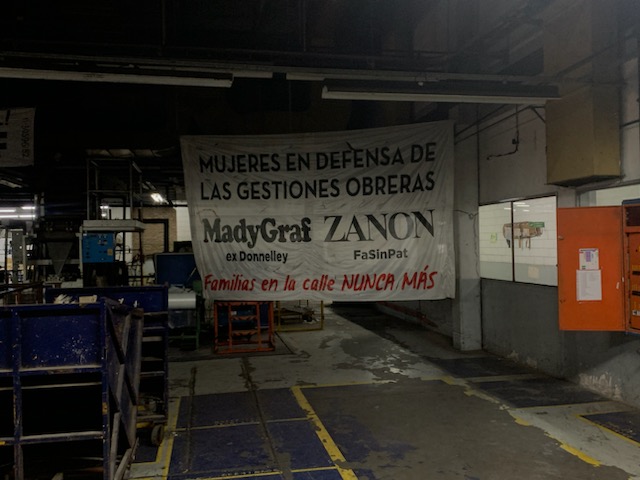 MUJERES EN DEFENSA DE
LAS GESTIONES OBRERAS
MadyGraf ZANON
ex Donnelley FaSinPat
Familias en la calle NUNCA MÁS